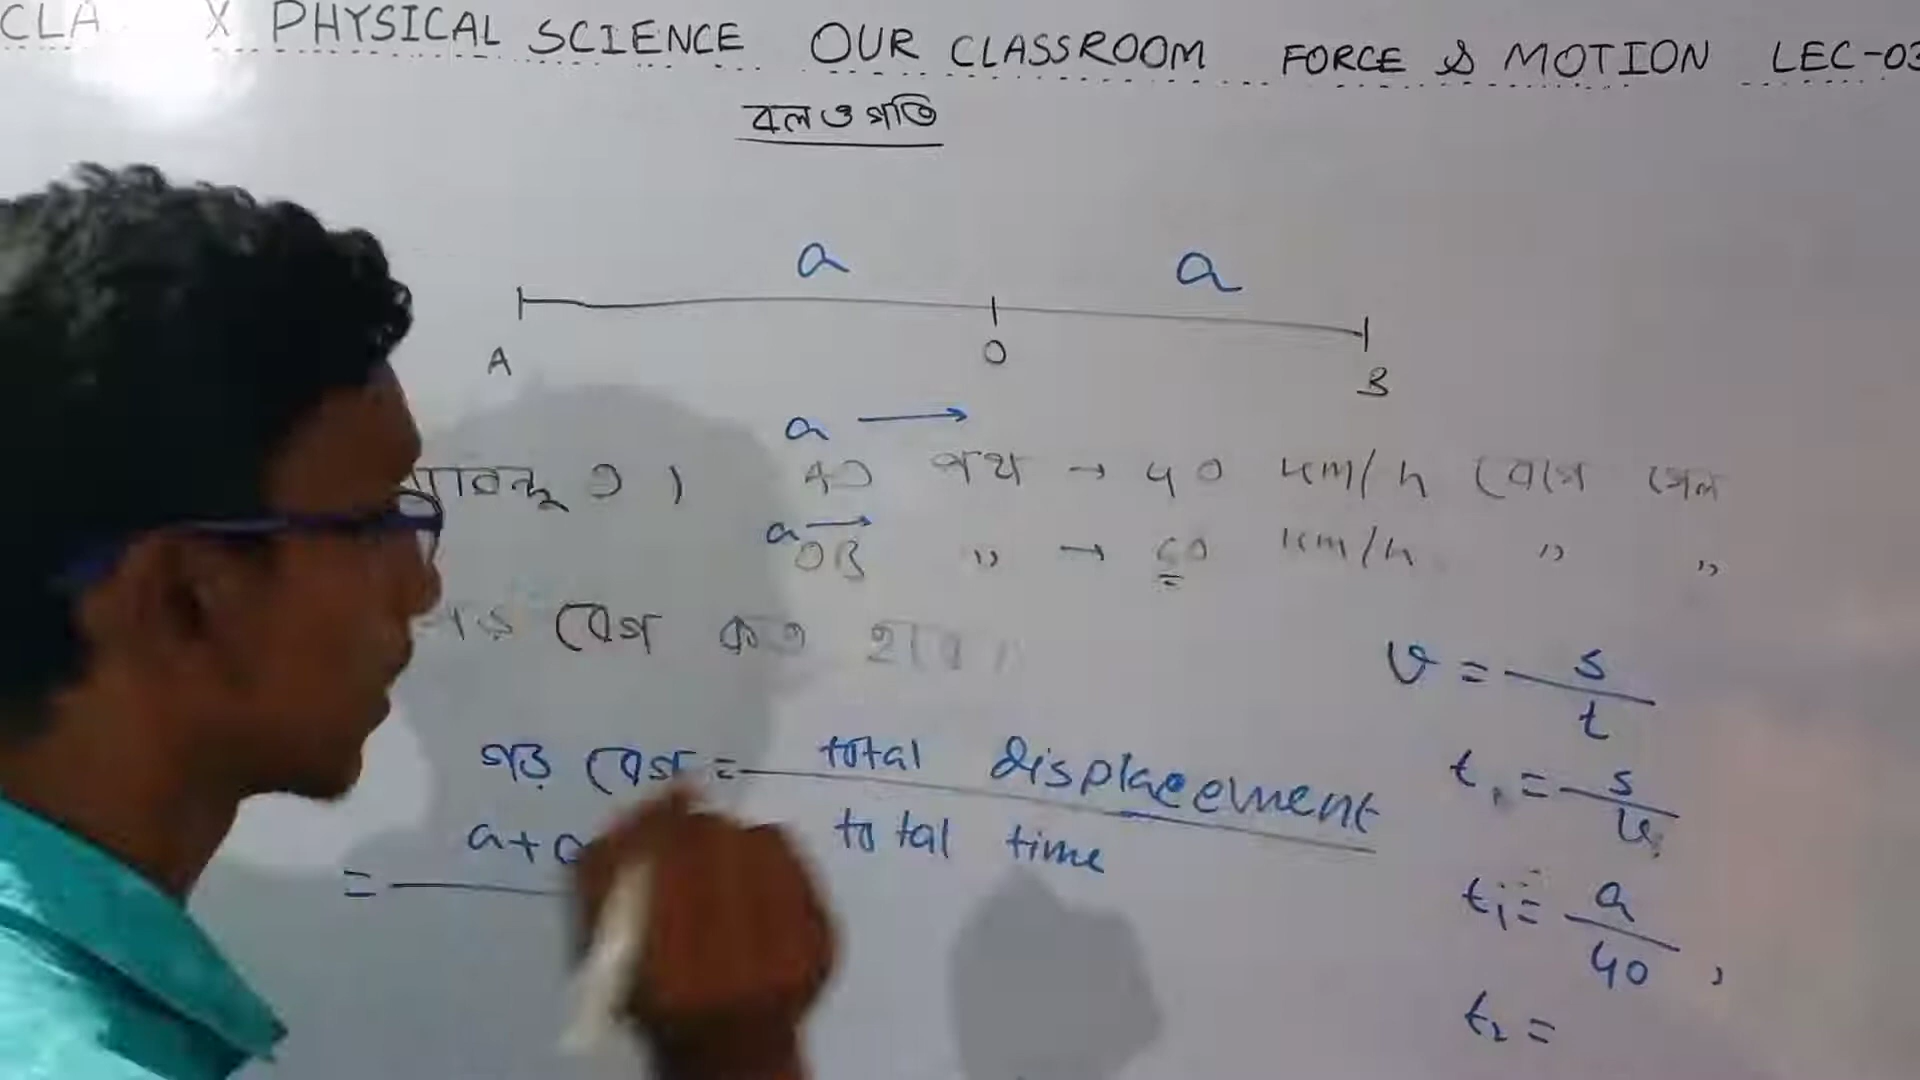 CLA X PHYSICAL SCIENCE OUR CLASSROOM FORCE & MOTION LEC-03
বল ও গতি
a a
A O B
a →
AO পথ → 40 km/h বেগে গেল
a →
OB ,, → 60 km/h ,, ,,
বেগ কত হবে।
v = s/t
গড় বেগ = total displacement / total time
t₁ = s/u
a+a
=
t₁ = a/40 ,
t₂ =